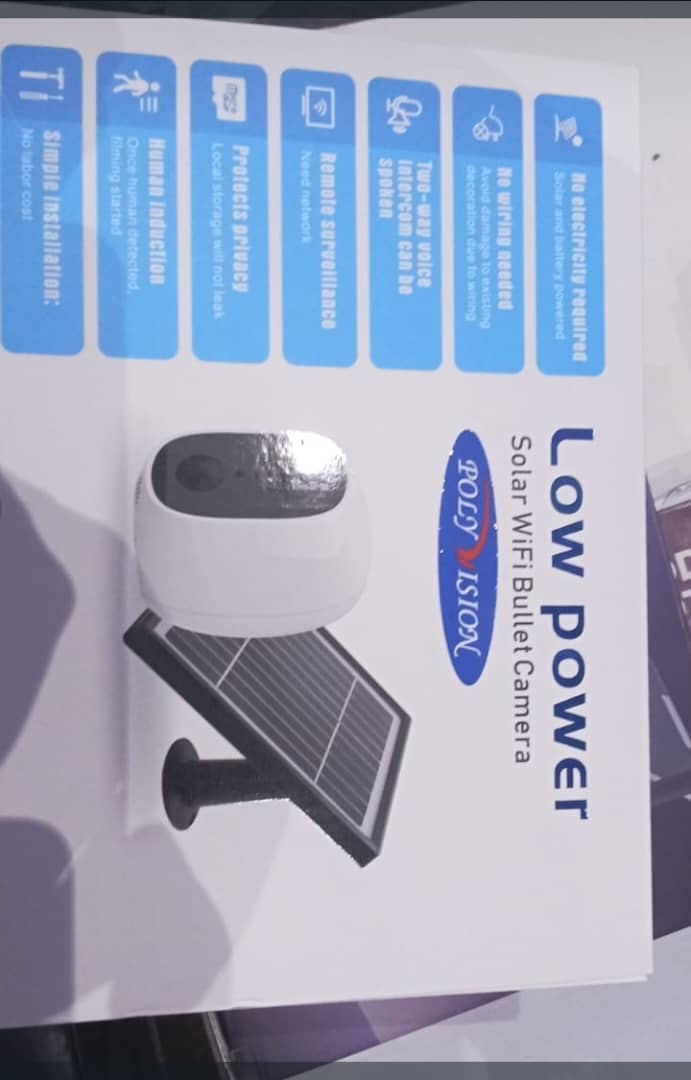 Low power
Solar WiFi Bullet Camera
POLYVISION
No electricity required
Solar and battery powered
No wiring needed
Avoid damage to existing
decoration due to wiring
Two-way voice
intercom can be
spoken
Remote surveillance
Need network
Protects privacy
Local storage will not leak
Human induction
Once human detected,
filming started
Simple installation:
No labor cost